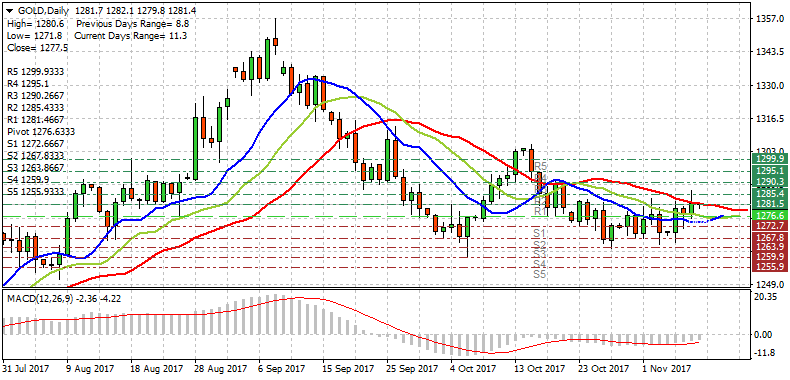 GOLD,Daily 1281.7 1282.1 1279.8 1281.4
High= 1280.6 Previous Days Range= 8.8
Low= 1271.8 Current Days Range= 11.3
Close= 1277.5
R5 1299.9333
R4 1295.1
R3 1290.2667
R2 1285.4333
R1 1281.4667
Pivot 1276.6333
S1 1272.6667
S2 1267.8333
S3 1263.8667
S4 1259.9
S5 1255.9333
R5
R1
S1
S2
S3
S4
S5
1357.0
1343.5
1330.0
1316.5
1303.0
1299.9
1295.1
1290.3
1285.4
1281.5
1276.6
1272.7
1267.8
1263.9
1259.9
1255.9
1249.0
MACD(12,26,9) -2.36 -4.22
20.35
0.00
-11.8
31 Jul 2017
9 Aug 2017
18 Aug 2017
28 Aug 2017
6 Sep 2017
15 Sep 2017
25 Sep 2017
4 Oct 2017
13 Oct 2017
23 Oct 2017
1 Nov 2017